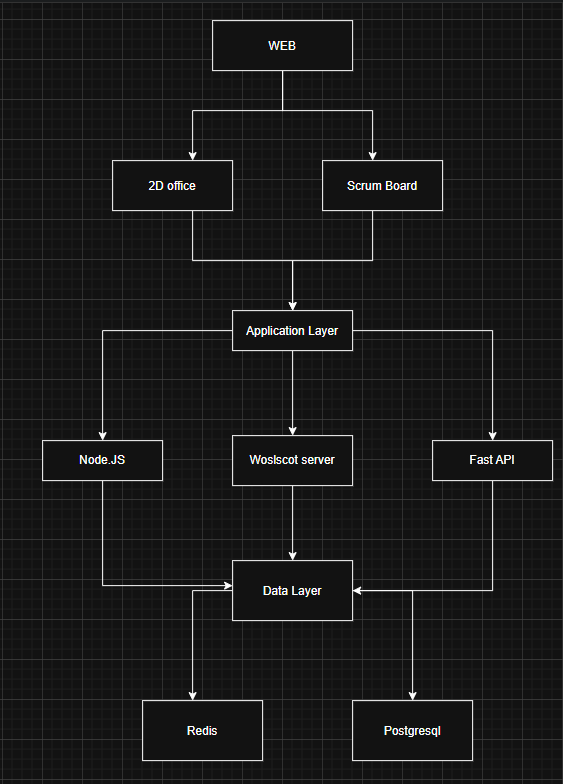 WEB
2D office
Scrum Board
Application Layer
Node.JS
Woslscot server
Fast API
Data Layer
Redis
Postgresql